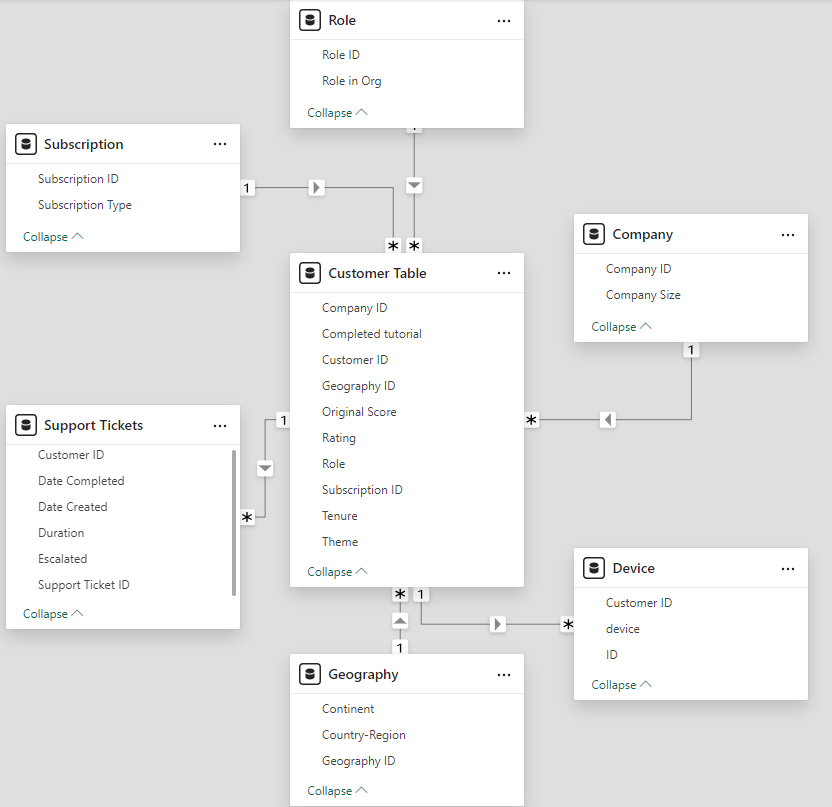 Role
Role ID
Role in Org
Collapse
1
Subscription
Subscription ID
Subscription Type
Collapse
1
*
*
Company
Company ID
Company Size
Collapse
1
Customer Table
Company ID
Completed tutorial
Customer ID
Geography ID
Original Score
Rating
Role
Subscription ID
Tenure
Theme
Collapse
*
1
Support Tickets
Customer ID
Date Completed
Date Created
Duration
Escalated
Support Ticket ID
Collapse
*
*
1
*
1
Device
Customer ID
device
ID
Collapse
Geography
Continent
Country-Region
Geography ID
Collapse